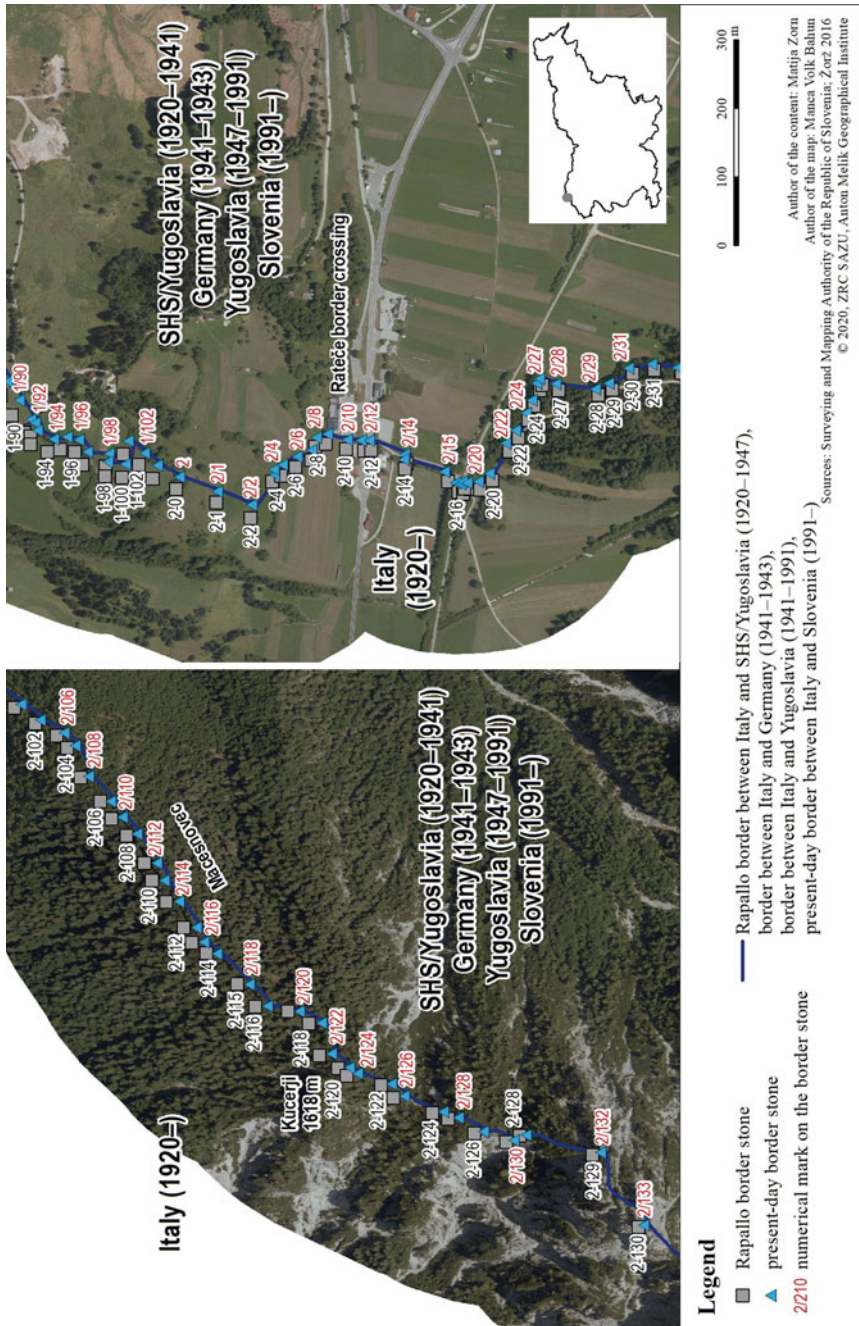 Italy (1920–)
2-102
2/106
2-104
2/108
2-106
2/110
2-108
2/112
Macesnovec
2-110
2/114
2-112
2/116
2-114
2/118
2-115
2-116
2/120
2-118
2/122
Kucerji
1618 m
2-120
2/124
2-122
2/126
2-124
2/128
2-126
2-128
2/130
2-129
2/132
2-130
2/133
SHS/Yugoslavia (1920–1941)
Germany (1941–1943)
Yugoslavia (1947–1991)
Slovenia (1991–)
1-90
1/90
1/92
1-94
1/94
1-96
1/96
1-98
1/98
1-100
1-102
1/102
2-0
2
2-1
2/1
2-2
2/2
2-4
2/4
2-6
2/6
2-8
2/8
Rateče border crossing
2-10
2/10
2-12
2/12
2-14
2/14
2/15
2-16
2-20
2/20
2-22
2/22
2-24
2/24
2-27
2/27
2/28
2-28
2/29
2-29
2-30
2/31
2-31
Italy
(1920–)
SHS/Yugoslavia (1920–1941)
Germany (1941–1943)
Yugoslavia (1947–1991)
Slovenia (1991–)
Legend
Rapallo border stone
present-day border stone
2/210 numerical mark on the border stone
Rapallo border between Italy and SHS/Yugoslavia (1920–1947),
border between Italy and Germany (1941–1943),
border between Italy and Yugoslavia (1941–1991),
present-day border between Italy and Slovenia (1991–)
0 100 200 300
m
Author of the content: Matija Zorn
Author of the map: Manca Volk Bahun
Sources: Surveying and Mapping Authority of the Republic of Slovenia; Žorž 2016
© 2020, ZRC SAZU, Anton Melik Geographical Institute